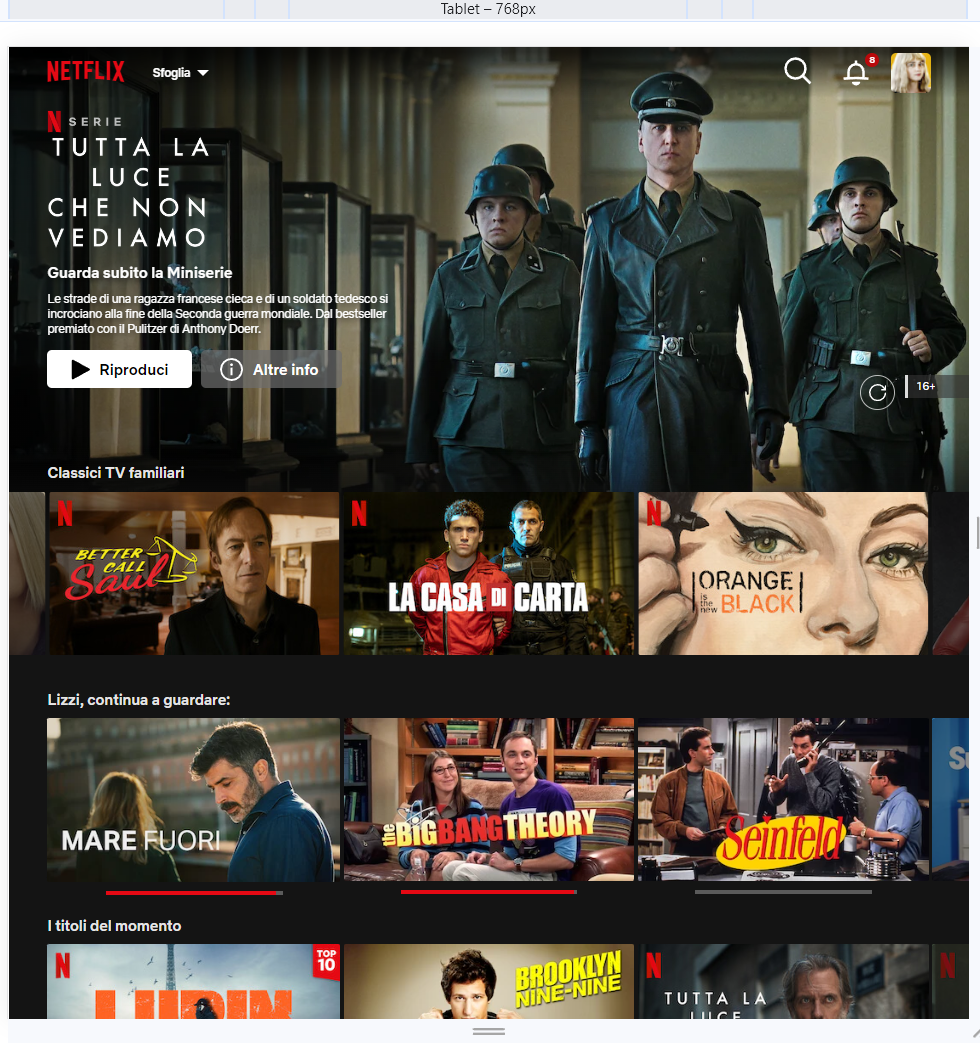 Tablet – 768px
NETFLIX
Sfoglia
8
N SERIE
TUTTA LA
LUCE
CHE NON
VEDIAMO
Guarda subito la Miniserie
Le strade di una ragazza francese cieca e di un soldato tedesco si
incrociano alla fine della Seconda guerra mondiale. Dal bestseller
premiato con il Pulitzer di Anthony Doerr.
Riproduci
Altre info
16+
Classici TV familiari
N
BETTER
CALL
Saul
N
POLICIA
LA CASA DI CARTA
N
ORANGE
is the new BLACK
Lizzi, continua a guardare:
MARE FUORI
the BIG BANG THEORY
Seinfeld
I titoli del momento
N
TOP
10
LUPIN
BROOKLYN
NINE-NINE
N
TUTTA LA
LUCE
N